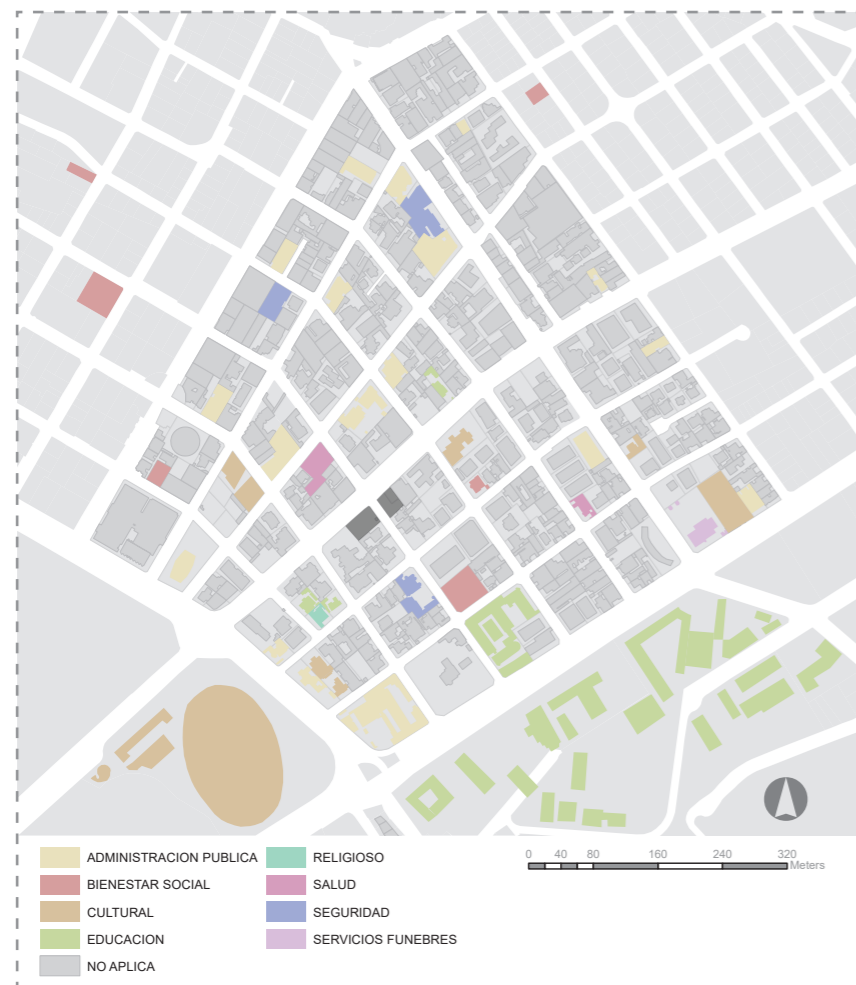 ADMINISTRACION PUBLICA
BIENESTAR SOCIAL
CULTURAL
EDUCACION
NO APLICA
RELIGIOSO
SALUD
SEGURIDAD
SERVICIOS FUNEBRES
0 40 80 160 240 320
Meters